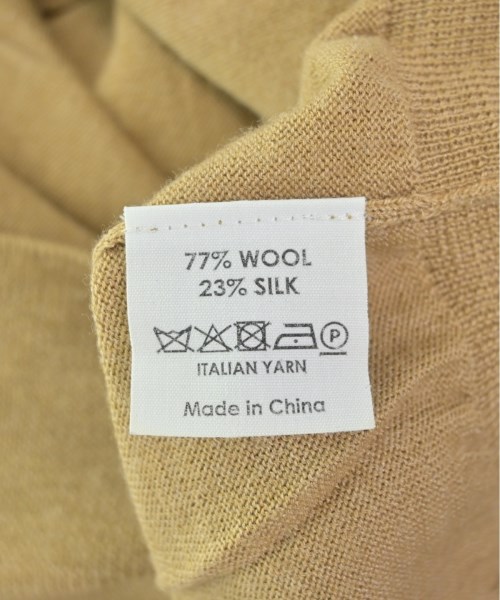 77% WOOL
23% SILK
P
ITALIAN YARN
Made in China